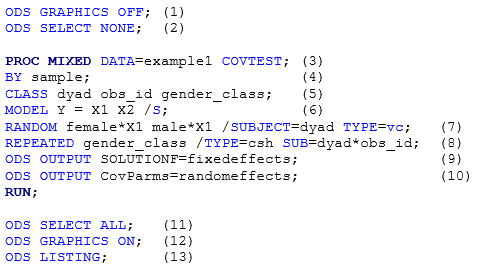 ODS GRAPHICS OFF; (1)
ODS SELECT NONE; (2)
PROC MIXED DATA=example1 COVTEST; (3)
BY sample; (4)
CLASS dyad obs_id gender_class; (5)
MODEL Y = X1 X2 /S; (6)
RANDOM female*X1 male*X1 /SUBJECT=dyad TYPE=vc; (7)
REPEATED gender_class /TYPE=csh SUB=dyad*obs_id; (8)
ODS OUTPUT SOLUTIONF=fixedeffects; (9)
ODS OUTPUT CovParms=randomeffects; (10)
RUN;
ODS SELECT ALL; (11)
ODS GRAPHICS ON; (12)
ODS LISTING; (13)